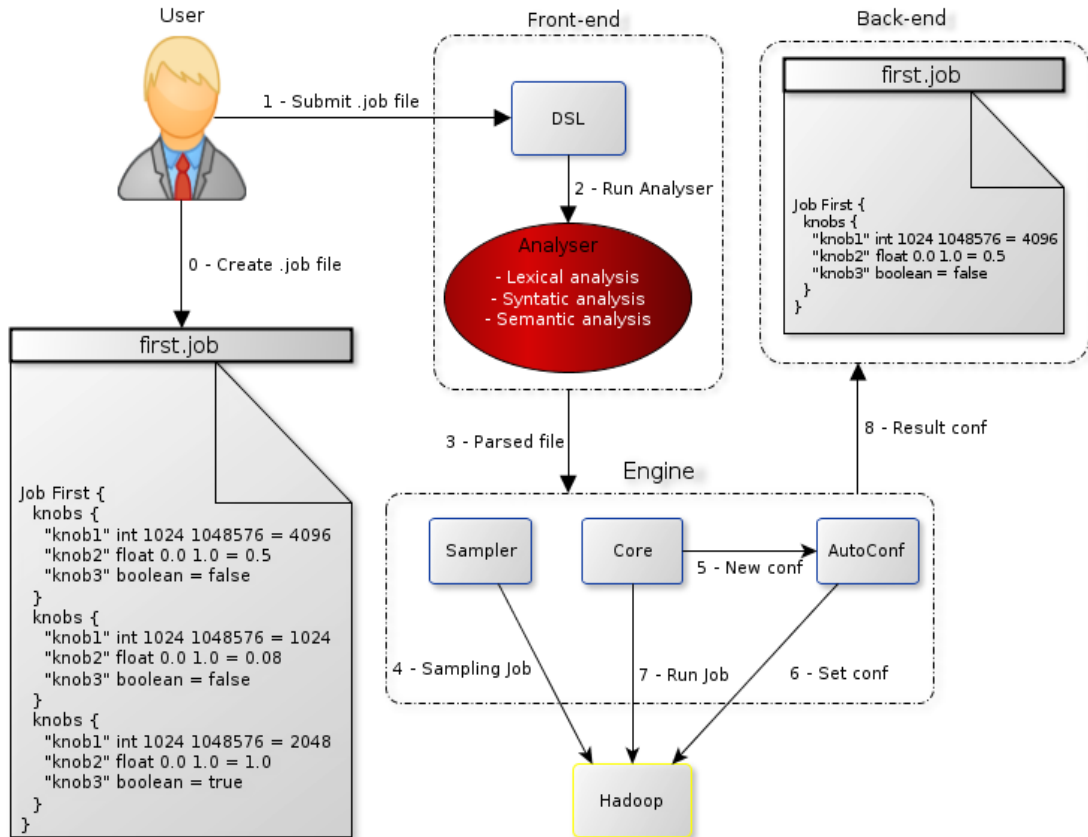 User
Front-end
Back-end
1 - Submit .job file
DSL
2 - Run Analyser
Analyser
- Lexical analysis
- Syntatic analysis
- Semantic analysis
first.job
Job First {
knobs {
"knob1" int 1024 1048576 = 4096
"knob2" float 0.0 1.0 = 0.5
"knob3" boolean = false
}
}
0 - Create .job file
first.job
Job First {
knobs {
"knob1" int 1024 1048576 = 4096
"knob2" float 0.0 1.0 = 0.5
"knob3" boolean = false
}
knobs {
"knob1" int 1024 1048576 = 1024
"knob2" float 0.0 1.0 = 0.08
"knob3" boolean = false
}
knobs {
"knob1" int 1024 1048576 = 2048
"knob2" float 0.0 1.0 = 1.0
"knob3" boolean = true
}
}
3 - Parsed file
8 - Result conf
Engine
Sampler
Core
5 - New conf
AutoConf
4 - Sampling Job
7 - Run Job
6 - Set conf
Hadoop